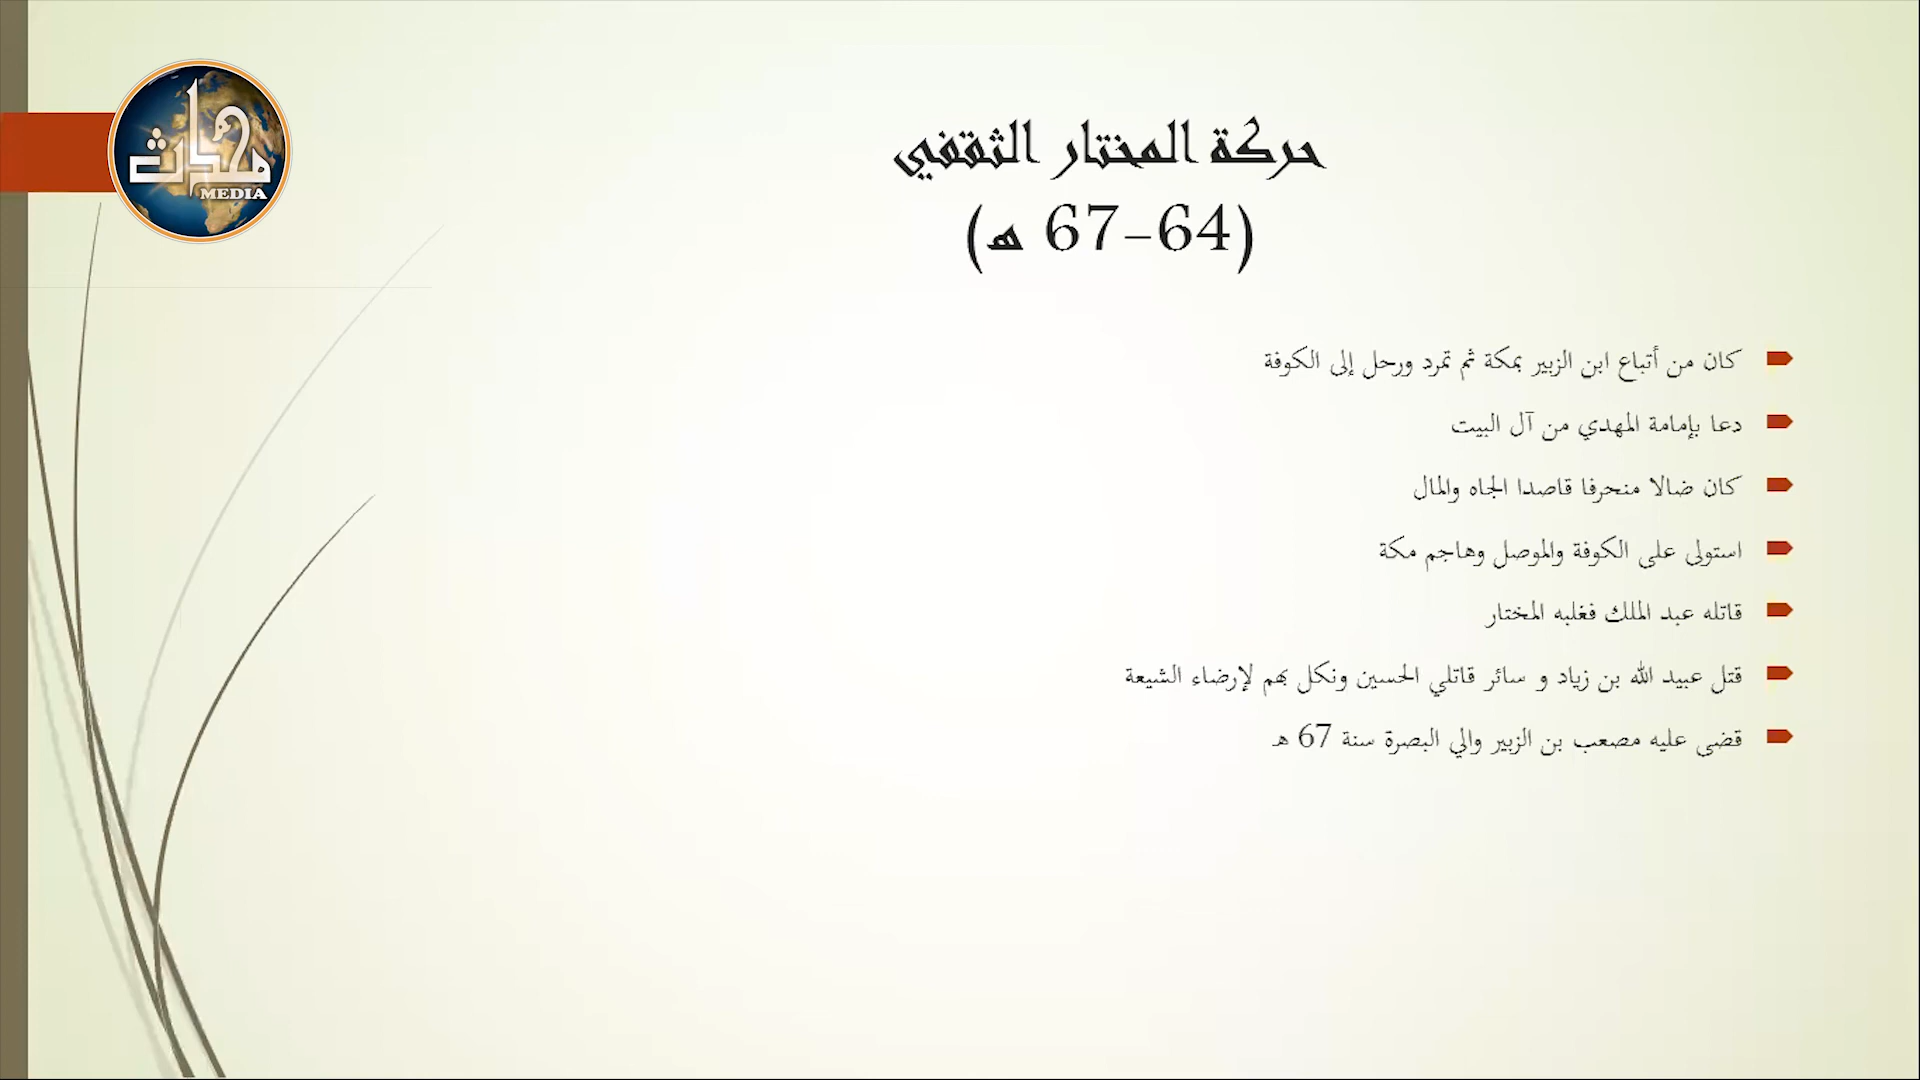 حركة المختار الثقفي
(64-67 ه)
كان من أتباع ابن الزبير بمكة ثم تمرد ورحل إلى الكوفة
دعا بإمامة المهدي من آل البيت
كان ضالا منحرفا قاصدا الجاه والمال
استولى على الكوفة والموصل وهاجم مكة
قاتله عبد الملك فغلبه المختار
قتل عبيد الله بن زياد و سائر قاتلي الحسين ونكل بهم لإرضاء الشيعة
قضى عليه مصعب بن الزبير والي البصرة سنة 67 هـ
MEDIA